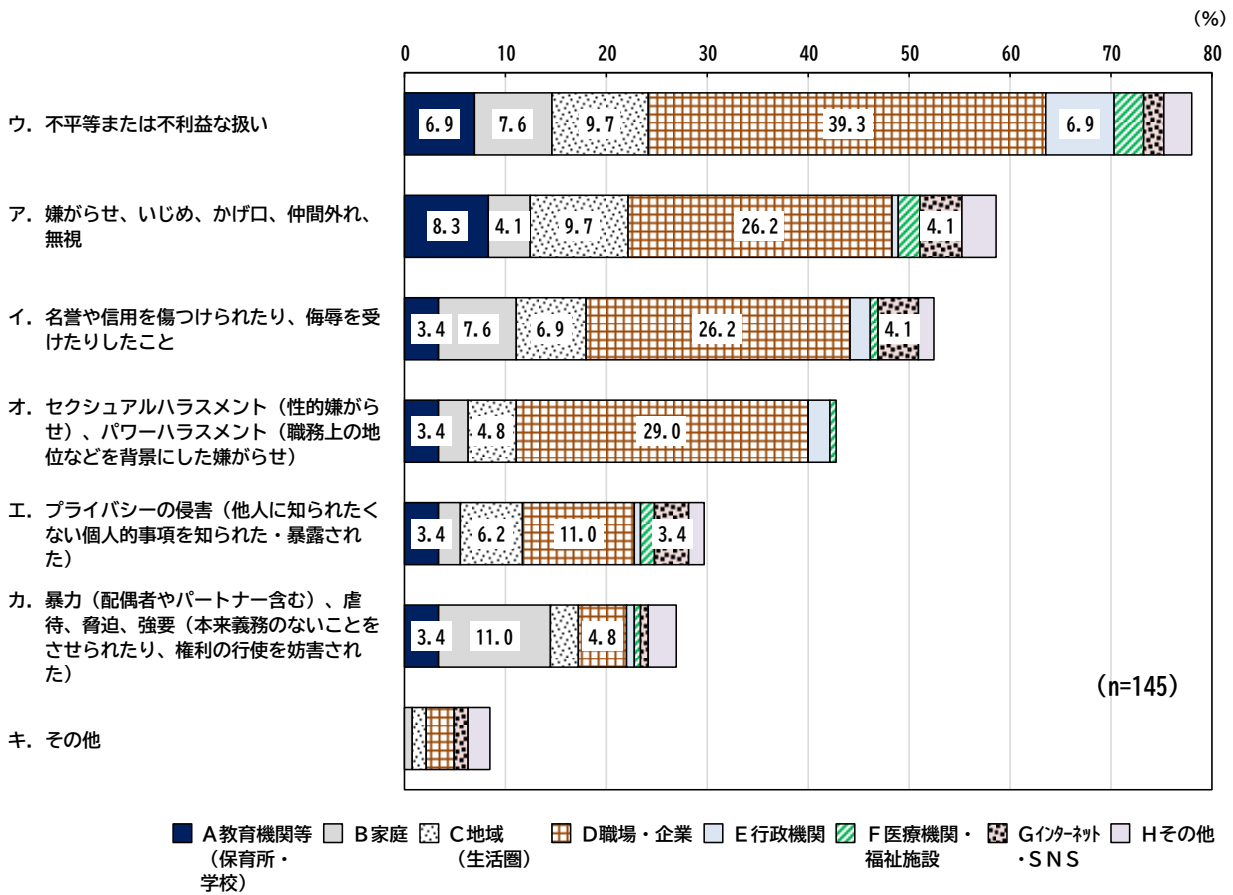 (%)
0 10 20 30 40 50 60 70 80
ウ. 不平等または不利益な扱い
6.9 7.6 9.7 39.3 6.9
ア. 嫌がらせ、いじめ、かげ口、仲間外れ、
無視
8.3 4.1 9.7 26.2 4.1
イ. 名誉や信用を傷つけられたり、侮辱を受
けたりしたこと
3.4 7.6 6.9 26.2 4.1
オ. セクシュアルハラスメント（性的嫌がら
せ）、パワーハラスメント（職務上の地
位などを背景にした嫌がらせ）
3.4 4.8 29.0
エ. プライバシーの侵害（他人に知られたく
ない個人的事項を知られた・暴露され
た）
3.4 6.2 11.0 3.4
カ. 暴力（配偶者やパートナー含む）、虐
待、脅迫、強要（本来義務のないことを
させられたり、権利の行使を妨害され
た）
3.4 11.0 4.8
(n=145)
キ. その他
A教育機関等
（保育所・
学校）
B家庭
C地域
（生活圏）
D職場・企業
E行政機関
F医療機関・
福祉施設
Gインターネット
・SNS
Hその他